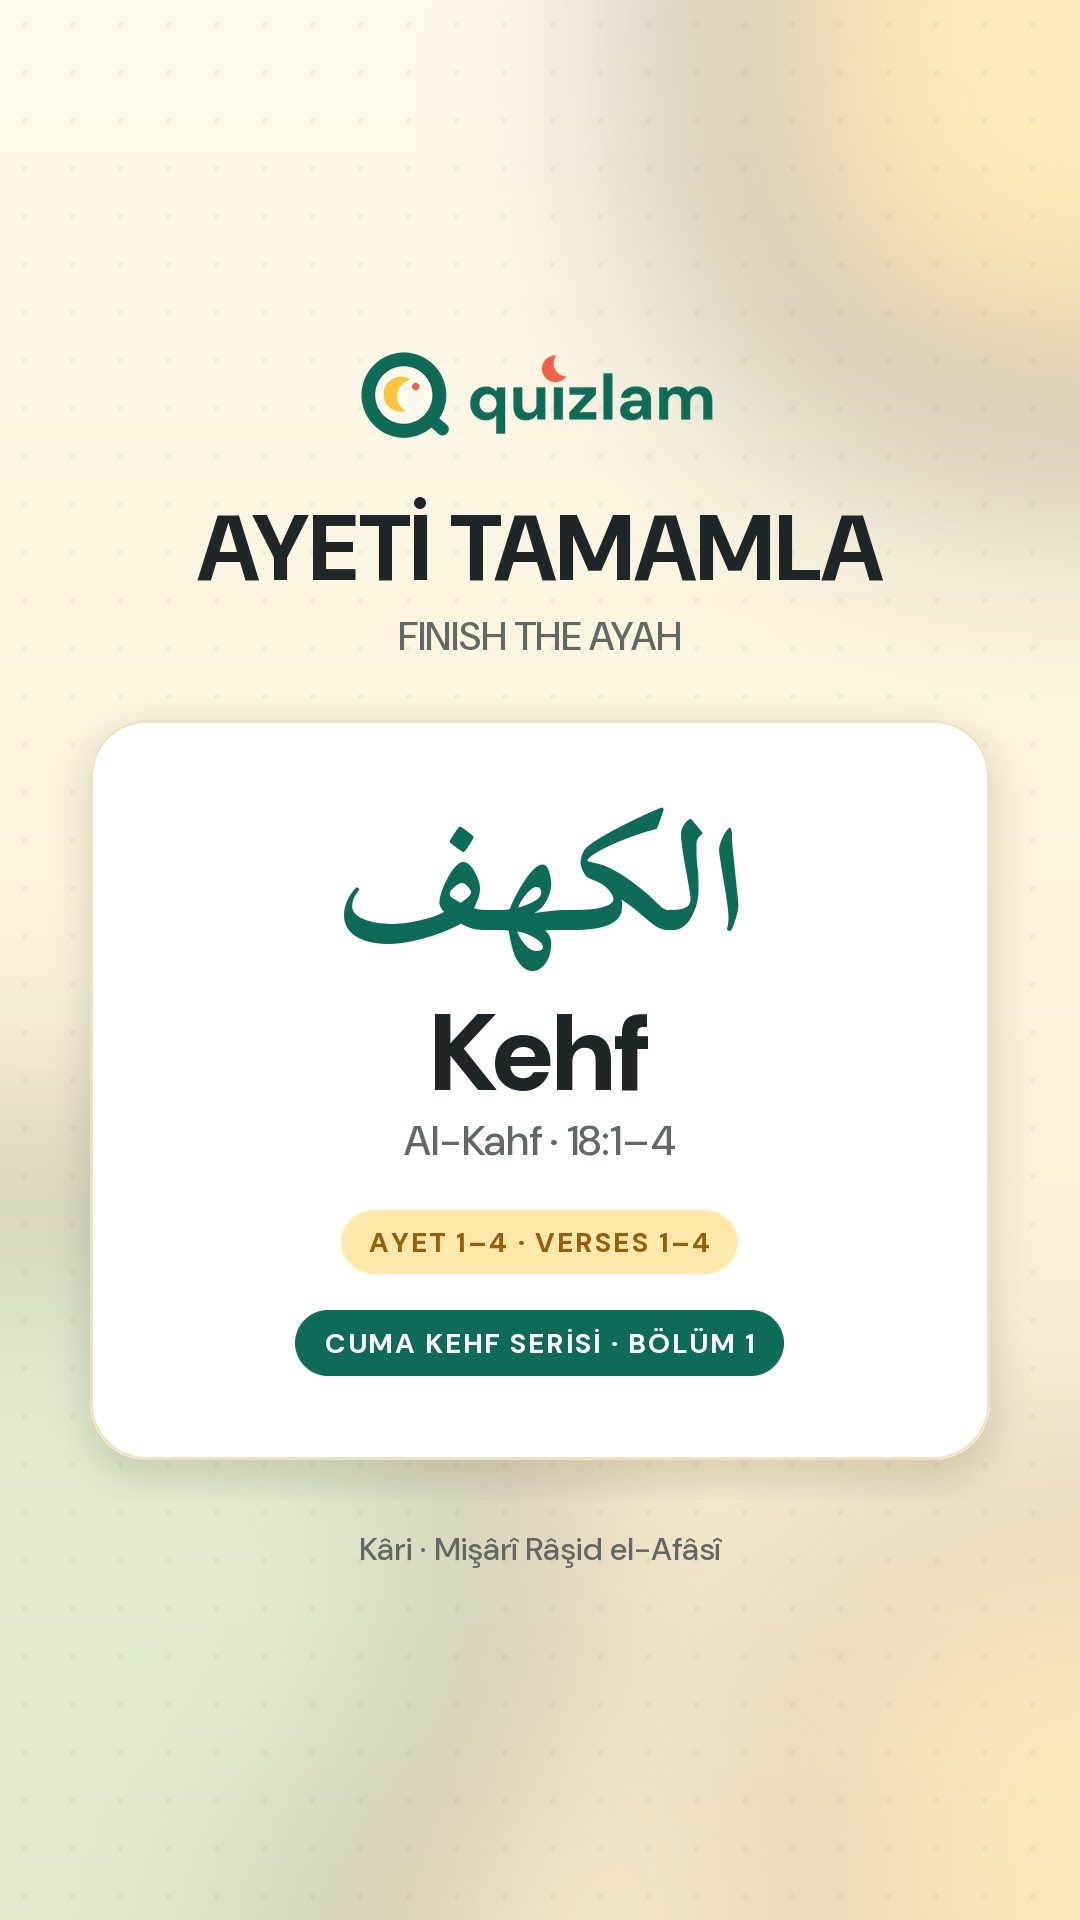 quizlam
AYETİ TAMAMLA
FINISH THE AYAH
الكهف
Kehf
Al-Kahf · 18:1–4
AYET 1–4 · VERSES 1–4
CUMA KEHF SERİSİ · BÖLÜM 1
Kâri · Mişârî Râşid el-Afâsî